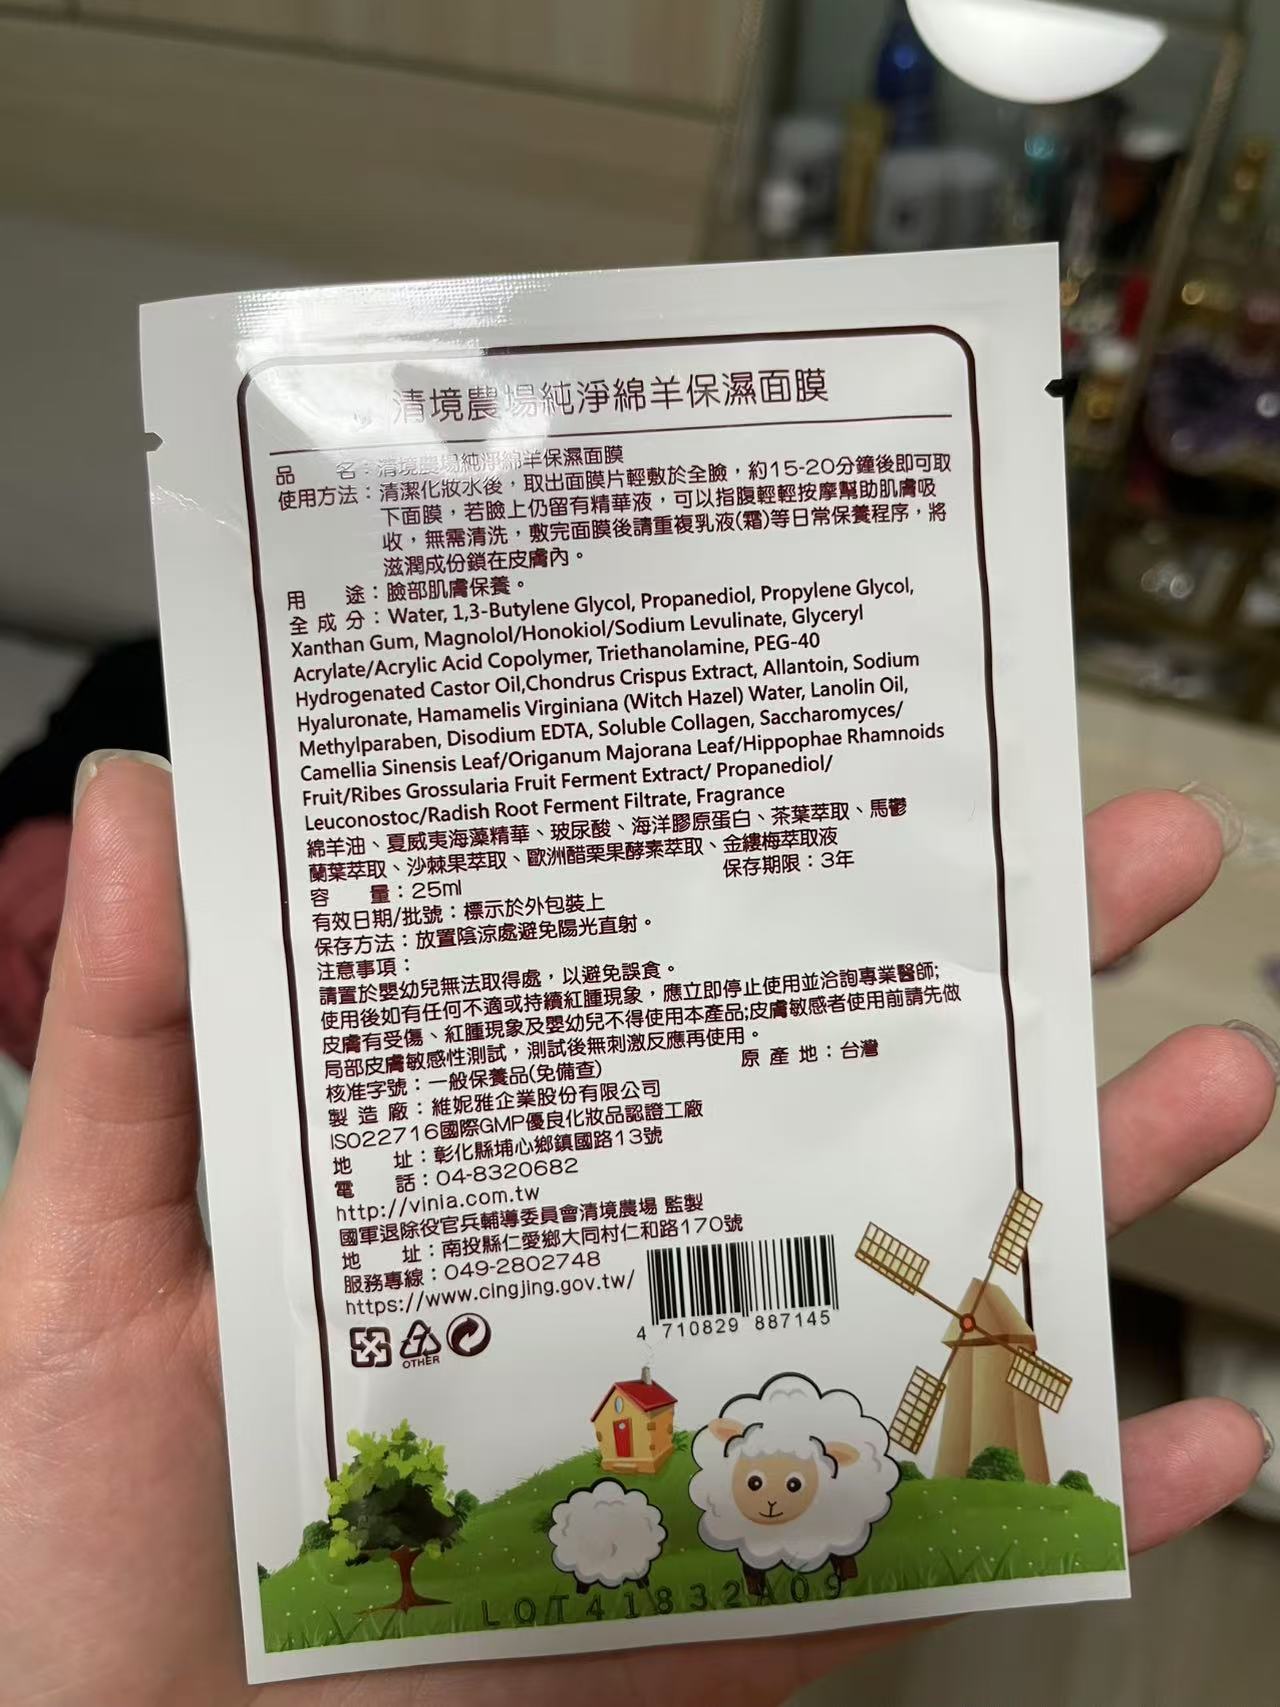 清境農場純淨綿羊保濕面膜
品 名：清境農場純淨綿羊保濕面膜
使用方法：清潔化妝水後，取出面膜片輕敷於全臉，約15-20分鐘後即可取
下面膜，若臉上仍留有精華液，可以指腹輕輕按摩幫助肌膚吸
收，無需清洗，敷完面膜後請重複乳液(霜)等日常保養程序，將
滋潤成份鎖在皮膚內。
用 途：臉部肌膚保養。
全 成 分：Water, 1,3-Butylene Glycol, Propanediol, Propylene Glycol,
Xanthan Gum, Magnolol/Honokiol/Sodium Levulinate, Glyceryl
Acrylate/Acrylic Acid Copolymer, Triethanolamine, PEG-40
Hydrogenated Castor Oil,Chondrus Crispus Extract, Allantoin, Sodium
Hyaluronate, Hamamelis Virginiana (Witch Hazel) Water, Lanolin Oil,
Methylparaben, Disodium EDTA, Soluble Collagen, Saccharomyces/
Camellia Sinensis Leaf/Origanum Majorana Leaf/Hippophae Rhamnoids
Fruit/Ribes Grossularia Fruit Ferment Extract/ Propanediol/
Leuconostoc/Radish Root Ferment Filtrate, Fragrance
綿羊油、夏威夷海藻精華、玻尿酸、海洋膠原蛋白、茶葉萃取、馬鬱
蘭葉萃取、沙棘果萃取、歐洲醋栗果酵素萃取、金縷梅萃取液
容 量：25ml 保存期限：3年
有效日期/批號：標示於外包裝上
保存方法：放置陰涼處避免陽光直射。
注意事項：
請置於嬰幼兒無法取得處，以避免誤食。
使用後如有任何不適或持續紅腫現象，應立即停止使用並洽詢專業醫師;
皮膚有受傷、紅腫現象及嬰幼兒不得使用本產品;皮膚敏感者使用前請先做
局部皮膚敏感性測試，測試後無刺激反應再使用。
核准字號：一般保養品(免備查) 原 產 地：台灣
製 造 廠：維妮雅企業股份有限公司
ISO22716國際GMP優良化妝品認證工廠
地 址：彰化縣埔心鄉鎮國路13號
電 話：04-8320682
http://vinia.com.tw
國軍退除役官兵輔導委員會清境農場 監製
地 址：南投縣仁愛鄉大同村仁和路170號
服務專線：049-2802748
https://www.cingjing.gov.tw/
4 710829 887145
OTHER
LOT41832A09